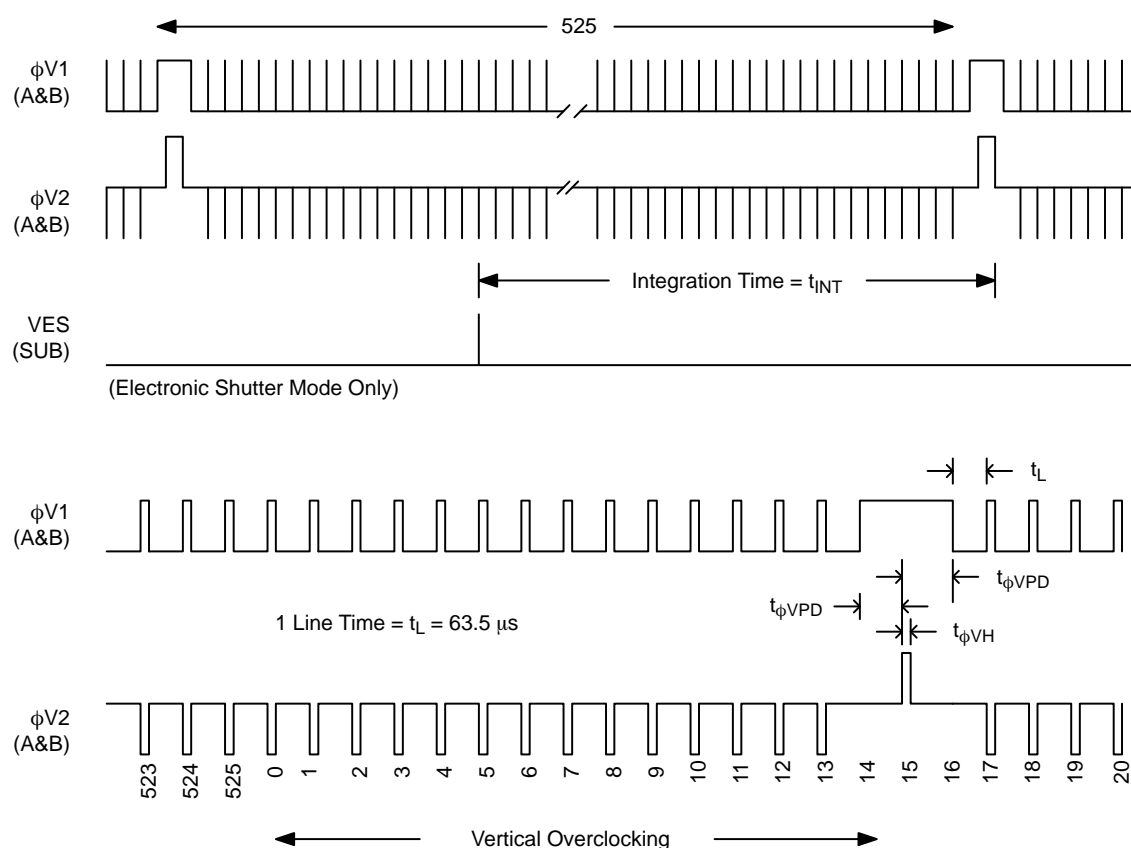 525
ϕV1
(A&B)
ϕV2
(A&B)
Integration Time = tINT
VES
(SUB)
(Electronic Shutter Mode Only)
tL
ϕV1
(A&B)
tϕVPD
tϕVPD
1 Line Time = tL = 63.5 μs
tϕVH
ϕV2
(A&B)
523 524 525 0 1 2 3 4 5 6 7 8 9 10 11 12 13 14 15 16 17 18 19 20
Vertical Overclocking